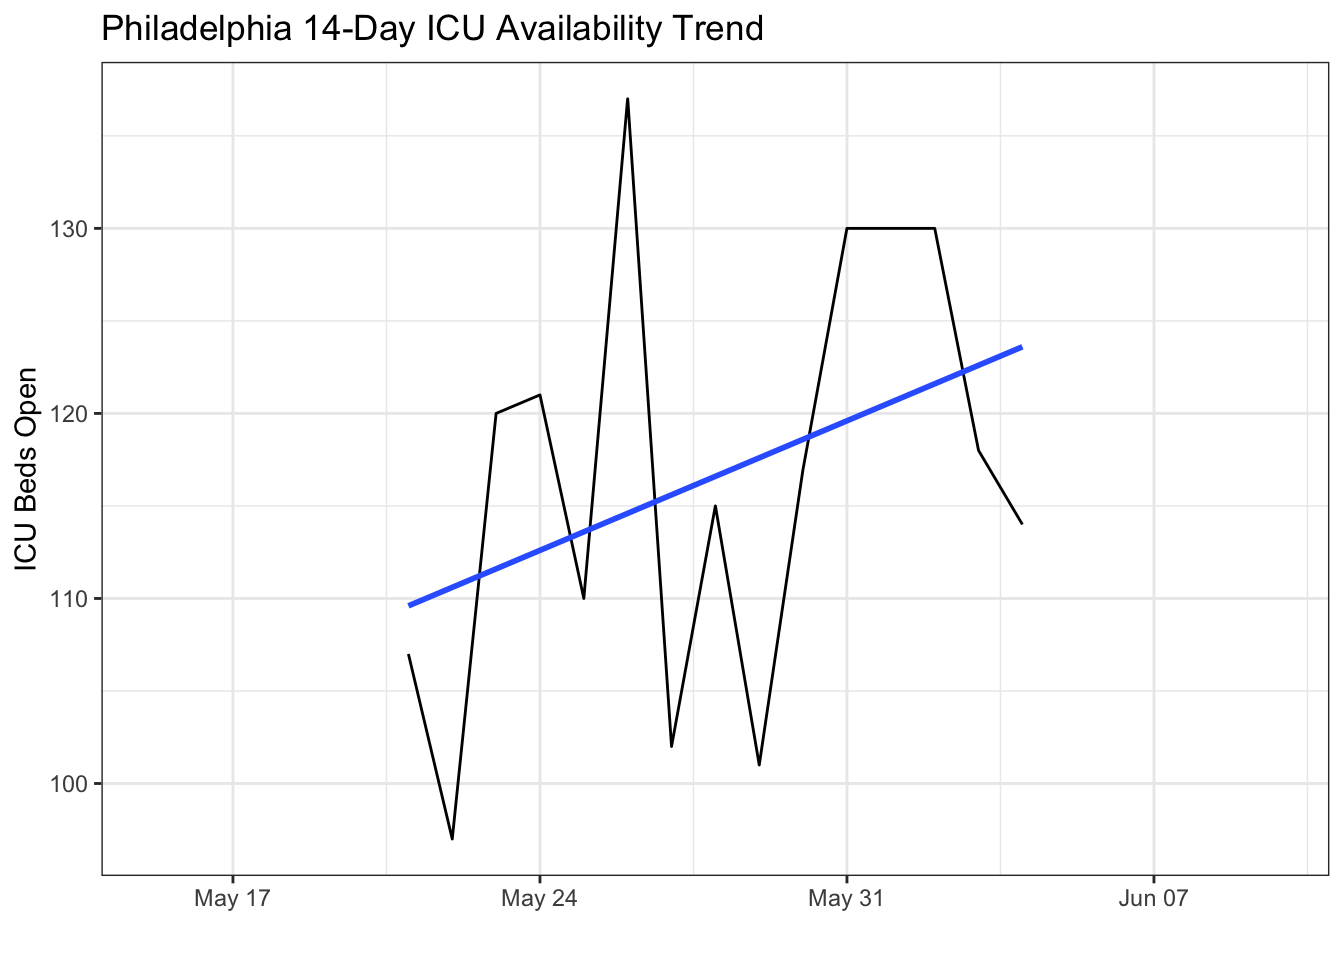 Philadelphia 14-Day ICU Availability Trend
ICU Beds Open
130
120
110
100
May 17
May 24
May 31
Jun 07